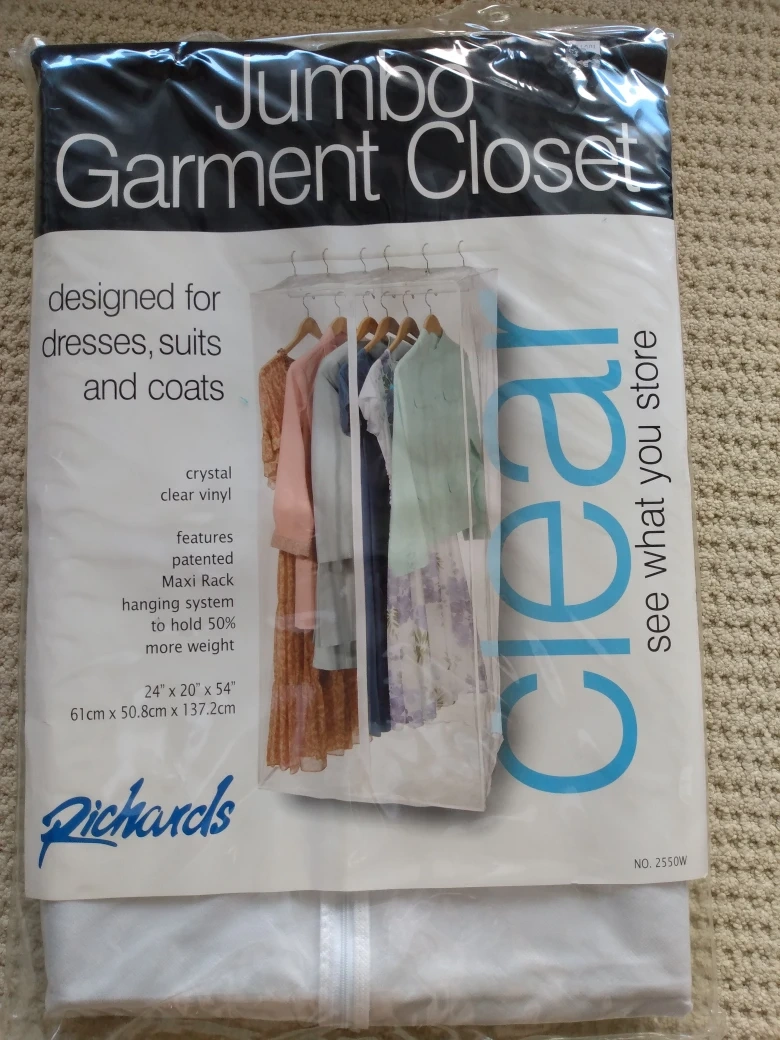 Jumbo
Garment Closet
designed for
dresses, suits
and coats
crystal
clear vinyl
features
patented
Maxi Rack
hanging system
to hold 50%
more weight
24" x 20" x 54"
61cm x 50.8cm x 137.2cm
clear
see what you store
Richards
NO. 2550W